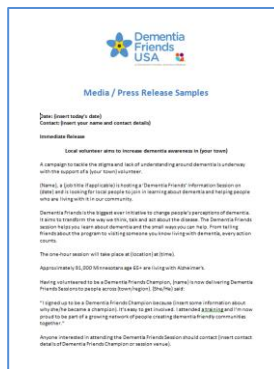 Dementia
Friends
USA
Media / Press Release Samples
Date: (insert today's date)
Contact: (insert your name and contact details)
Immediate Release
Local volunteer aims to increase dementia awareness in (your town)
A campaign to tackle the stigma and lack of understanding around dementia is underway
with the support of a (your town) volunteer.
(Name), a (job title if applicable) is hosting a 'Dementia Friends' Information Session on
(date) and is looking for local people to join in learning about dementia and helping people
who are living with it in our community.
Dementia Friends is the biggest ever initiative to change people's perceptions of dementia.
It aims to transform the way we think, talk and act about the disease. The Dementia Friends
session helps you learn about dementia and the small ways you can help. From telling
friends about the program to visiting someone you know living with dementia, every action
counts.
The one-hour session will take place at (location) at (time).
Approximately 91,000 Minnesotans age 65+ are living with Alzheimer's.
Having volunteered to be a Dementia Friends Champion, (name) is now delivering Dementia
Friends Sessions to people across (town/region). (She/He) said:
"I signed up to be a Dementia Friends Champion because (insert some information about
why she/he became a champion). It's easy to get involved. I attended a training and I'm now
proud to be part of a growing network of people creating dementia friendly communities
together."
Anyone interested in attending the Dementia Friends Session should contact (insert contact
details of Dementia Friends Champion or session venue).